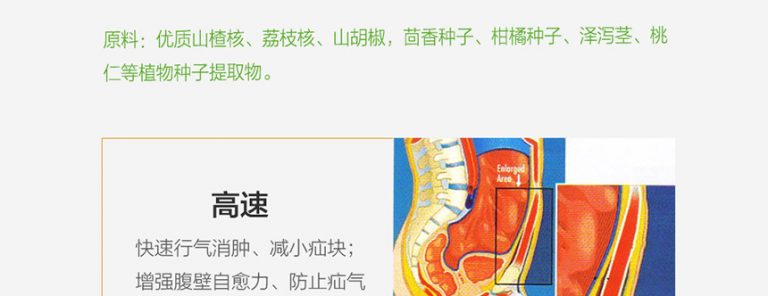 原料：优质山楂核、荔枝核、山胡椒，茴香种子、柑橘种子、泽泻茎、桃
仁等植物种子提取物。
Enlarged
Area
高速
快速行气消肿、减小疝块；
增强腹壁自愈力、防止疝气